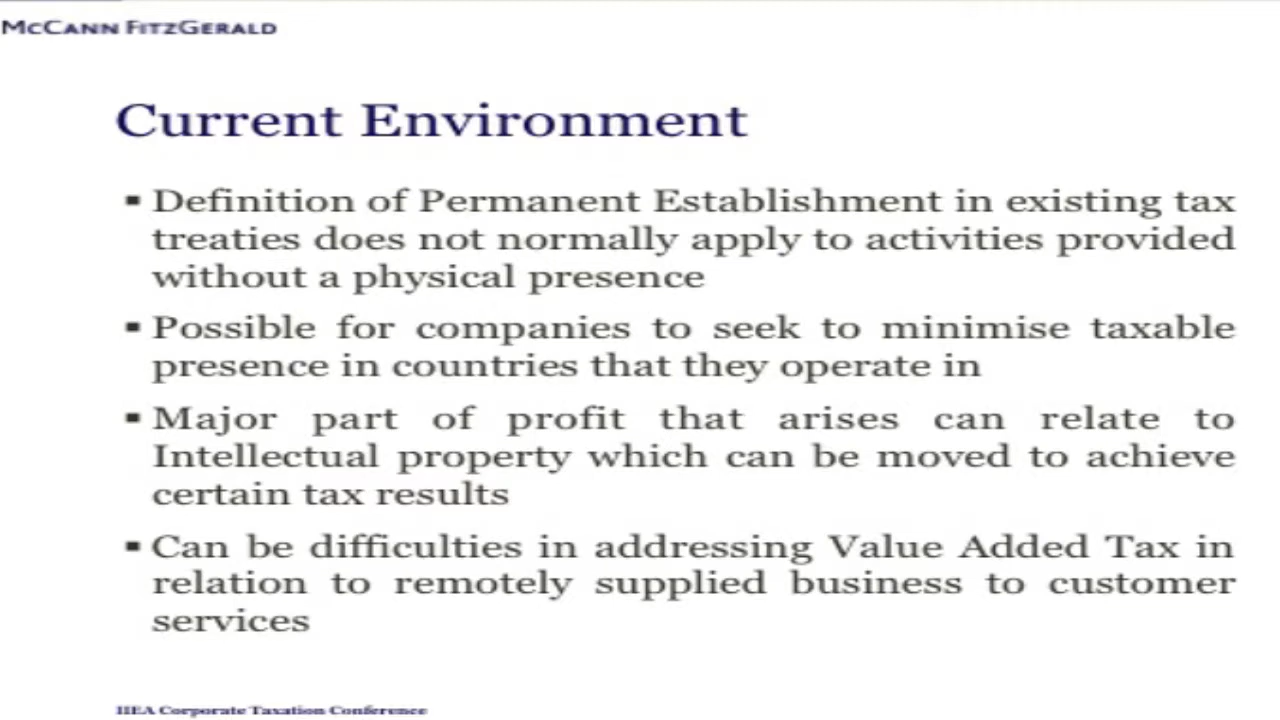 McCann FitzGerald
Current Environment
▪ Definition of Permanent Establishment in existing tax
treaties does not normally apply to activities provided
without a physical presence
▪ Possible for companies to seek to minimise taxable
presence in countries that they operate in
▪ Major part of profit that arises can relate to
Intellectual property which can be moved to achieve
certain tax results
▪ Can be difficulties in addressing Value Added Tax in
relation to remotely supplied business to customer
services
IIEA Corporate Taxation Conference